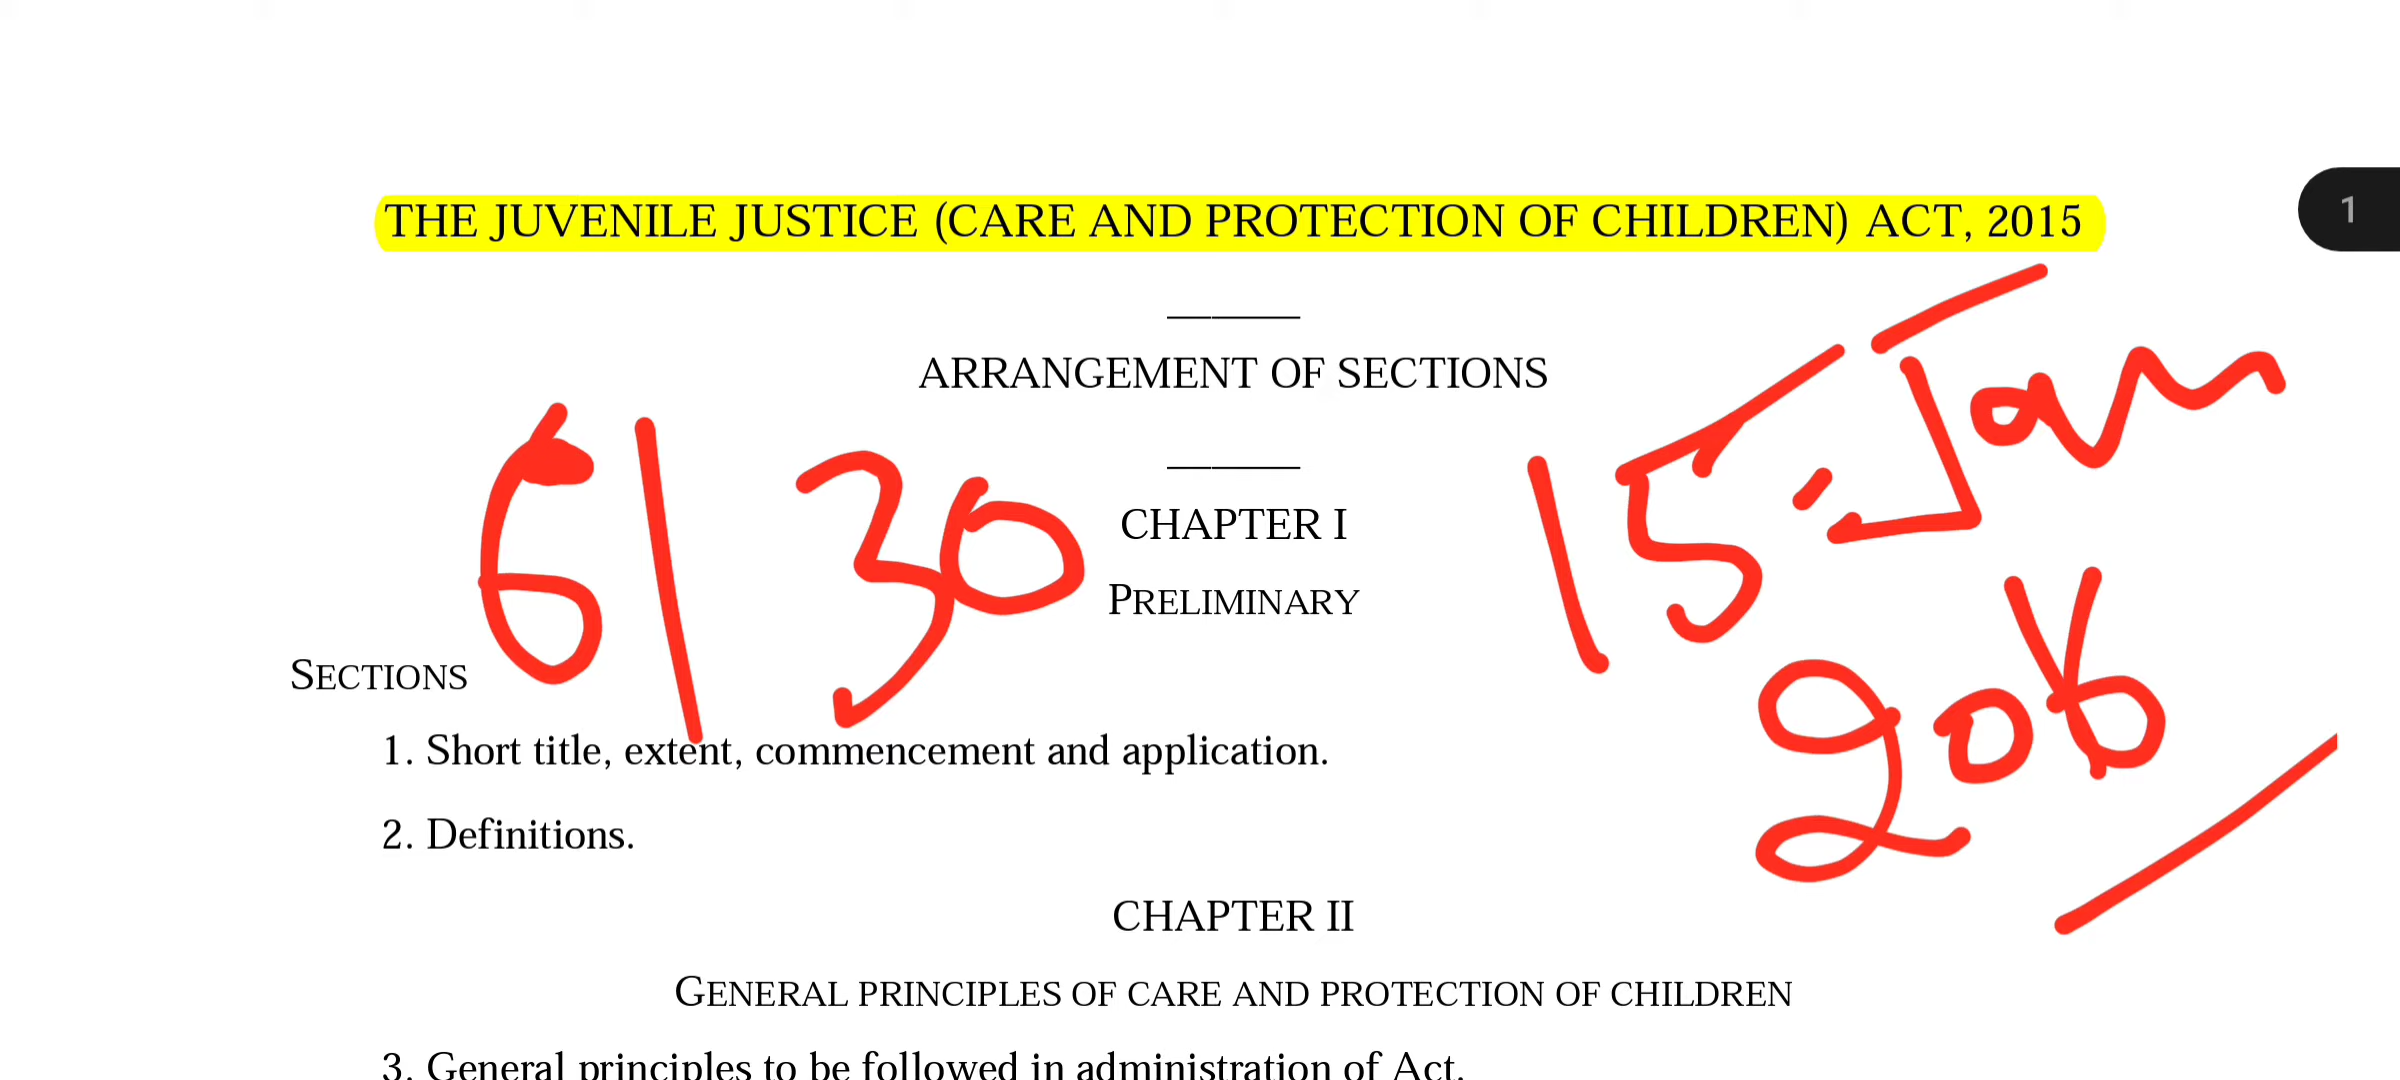 THE JUVENILE JUSTICE (CARE AND PROTECTION OF CHILDREN) ACT, 2015
1
ARRANGEMENT OF SECTIONS
15 Jan
6/ 30
CHAPTER I
PRELIMINARY
2016
SECTIONS
1. Short title, extent, commencement and application.
2. Definitions.
CHAPTER II
GENERAL PRINCIPLES OF CARE AND PROTECTION OF CHILDREN
3. General principles to be followed in administration of Act.